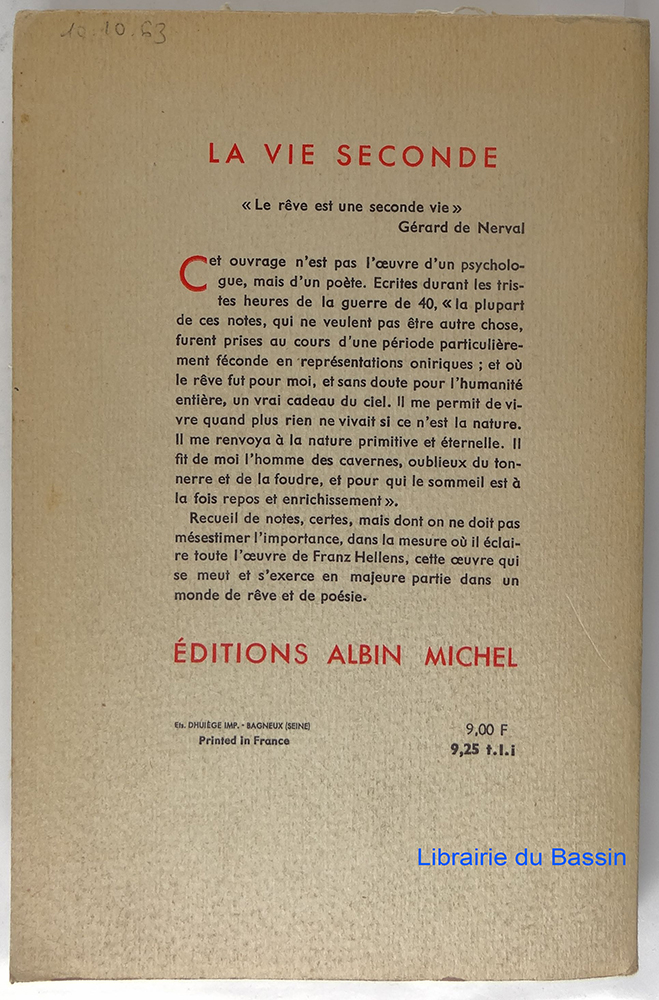 10.10.63
LA VIE SECONDE
« Le rêve est une seconde vie »
Gérard de Nerval
Cet ouvrage n'est pas l'œuvre d'un psycholo-
gue, mais d'un poète. Ecrites durant les tris-
tes heures de la guerre de 40, « la plupart
de ces notes, qui ne veulent pas être autre chose,
furent prises au cours d'une période particulière-
ment féconde en représentations oniriques ; et où
le rêve fut pour moi, et sans doute pour l'humanité
entière, un vrai cadeau du ciel. Il me permit de vi-
vre quand plus rien ne vivait si ce n'est la nature.
Il me renvoya à la nature primitive et éternelle. Il
fit de moi l'homme des cavernes, oublieux du ton-
nerre et de la foudre, et pour qui le sommeil est à
la fois repos et enrichissement ».
Recueil de notes, certes, mais dont on ne doit pas
mésestimer l'importance, dans la mesure où il éclai-
re toute l'œuvre de Franz Hellens, cette œuvre qui
se meut et s'exerce en majeure partie dans un
monde de rêve et de poésie.
ÉDITIONS ALBIN MICHEL
Ets. DHUIÈGE IMP. - BAGNEUX (SEINE)
Printed in France
9,00 F
9,25 t.l.i
Librairie du Bassin